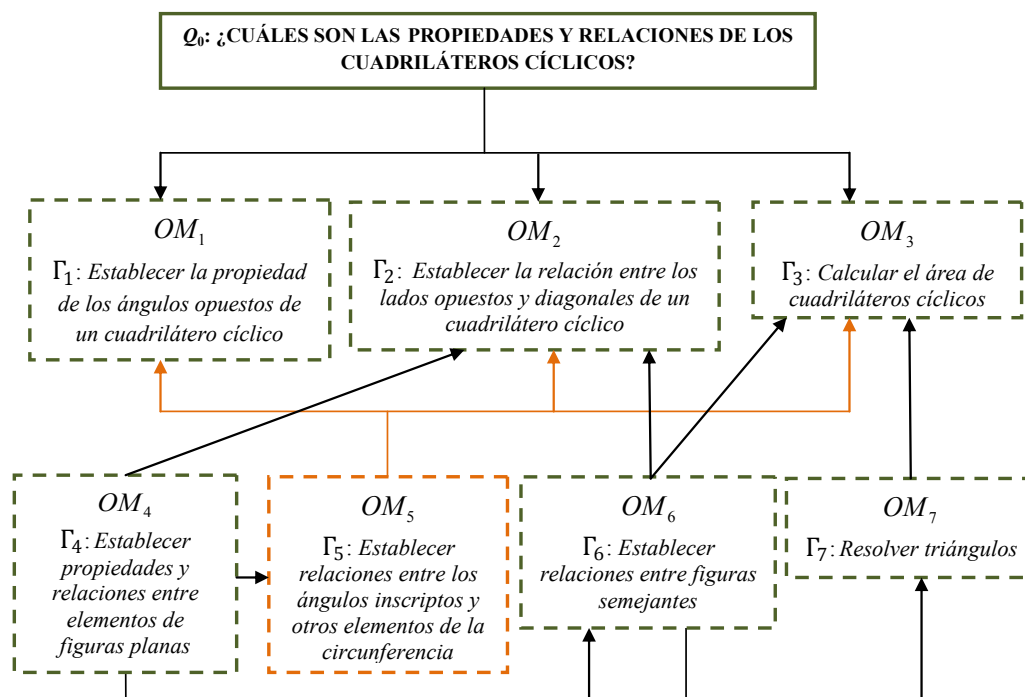 Q₀: ¿CUÁLES SON LAS PROPIEDADES Y RELACIONES DE LOS
CUADRILÁTEROS CÍCLICOS?
OM₁
Γ₁: Establecer la propiedad
de los ángulos opuestos de
un cuadrilátero cíclico
OM₂
Γ₂: Establecer la relación entre los
lados opuestos y diagonales de un
cuadrilátero cíclico
OM₃
Γ₃: Calcular el área de
cuadriláteros cíclicos
OM₄
Γ₄: Establecer
propiedades y
relaciones entre
elementos de
figuras planas
OM₅
Γ₅: Establecer
relaciones entre los
ángulos inscriptos y
otros elementos de la
circunferencia
OM₆
Γ₆: Establecer
relaciones entre figuras
semejantes
OM₇
Γ₇: Resolver triángulos